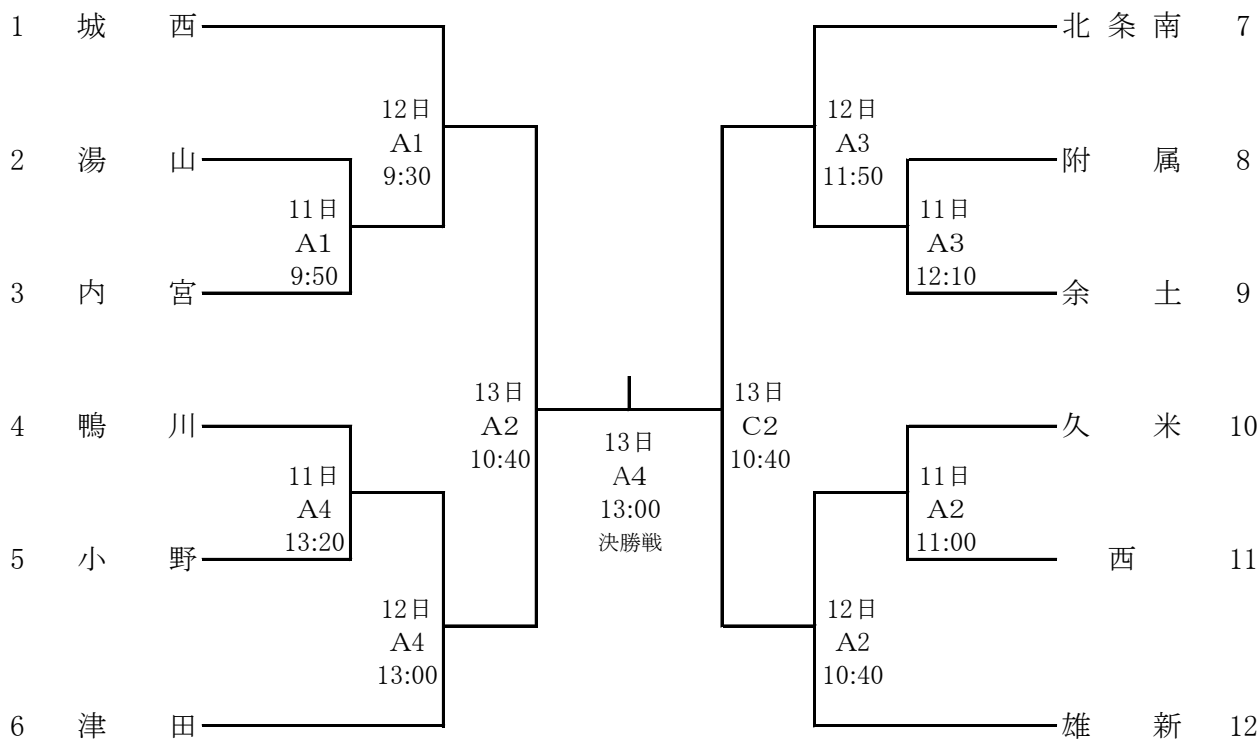 1 城 西
12日
A1
9:30
2 湯 山
11日
A1
9:50
3 内 宮
4 鴨 川
11日
A4
13:20
5 小 野
12日
A4
13:00
6 津 田
13日
A2
10:40
13日
A4
13:00
決勝戦
13日
C2
10:40
北 条 南 7
12日
A3
11:50
附 属 8
11日
A3
12:10
余 土 9
久 米 10
11日
A2
11:00
西 11
12日
A2
10:40
雄 新 12